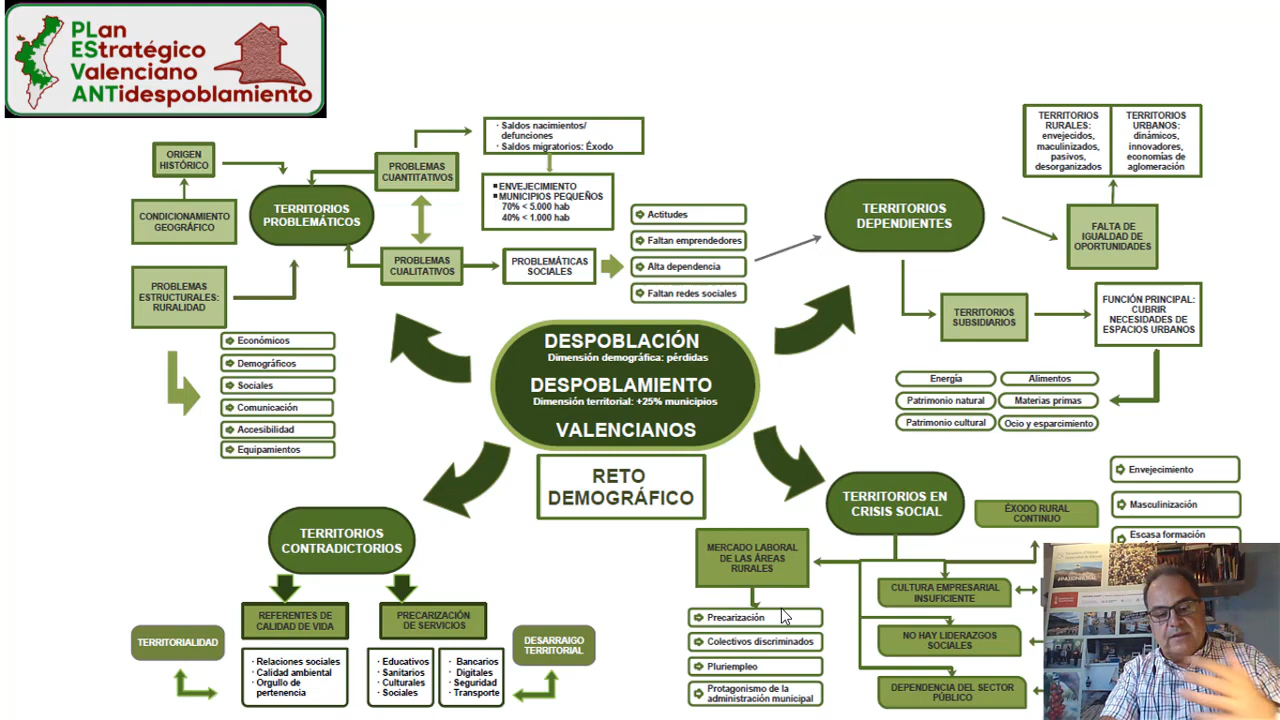 PLan
EStratégico
Valenciano
ANTidespoblamiento
ORIGEN
HISTÓRICO
CONDICIONAMIENTO
GEOGRÁFICO
PROBLEMAS
ESTRUCTURALES:
RURALIDAD
Económicos
Demográficos
Sociales
Comunicación
Accesibilidad
Equipamientos
TERRITORIOS
PROBLEMÁTICOS
PROBLEMAS
CUANTITATIVOS
· Saldos nacimientos/
defunciones
· Saldos migratorios: Éxodo
▪ ENVEJECIMIENTO
▪ MUNICIPIOS PEQUEÑOS
70% < 5.000 hab
40% < 1.000 hab
PROBLEMAS
CUALITATIVOS
PROBLEMÁTICAS
SOCIALES
Actitudes
Faltan emprendedores
Alta dependencia
Faltan redes sociales
TERRITORIOS
DEPENDIENTES
TERRITORIOS
RURALES:
envejecidos,
maculinizados,
pasivos,
desorganizados
TERRITORIOS
URBANOS:
dinámicos,
innovadores,
economías de
aglomeración
FALTA DE
IGUALDAD DE
OPORTUNIDADES
TERRITORIOS
SUBSIDIARIOS
FUNCIÓN PRINCIPAL:
CUBRIR
NECESIDADES DE
ESPACIOS URBANOS
Energía
Alimentos
Patrimonio natural
Materias primas
Patrimonio cultural
Ocio y esparcimiento
DESPOBLACIÓN
Dimensión demográfica: pérdidas
DESPOBLAMIENTO
Dimensión territorial: +25% municipios
VALENCIANOS
RETO
DEMOGRÁFICO
TERRITORIOS
CONTRADICTORIOS
REFERENTES DE
CALIDAD DE VIDA
PRECARIZACIÓN
DE SERVICIOS
TERRITORIALIDAD
· Relaciones sociales
· Calidad ambiental
· Orgullo de
pertenencia
· Educativos
· Sanitarios
· Culturales
· Sociales
· Bancarios
· Digitales
· Seguridad
· Transporte
DESARRAIGO
TERRITORIAL
TERRITORIOS EN
CRISIS SOCIAL
MERCADO LABORAL
DE LAS ÁREAS
RURALES
Precarización
Colectivos discriminados
Pluriempleo
Protagonismo de la
administración municipal
ÉXODO RURAL
CONTINUO
Envejecimiento
Masculinización
Escasa formación
CULTURA EMPRESARIAL
INSUFICIENTE
NO HAY LIDERAZGOS
SOCIALES
DEPENDENCIA DEL SECTOR
PÚBLICO